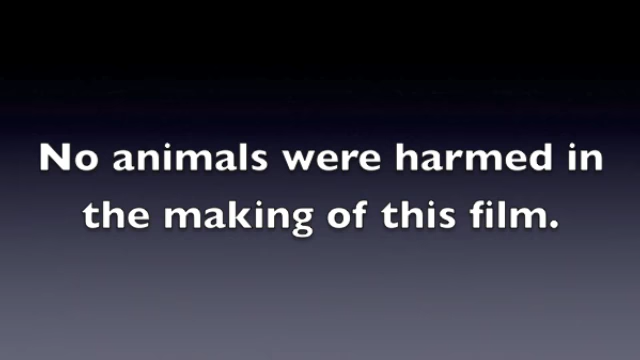 No animals were harmed in
the making of this film.